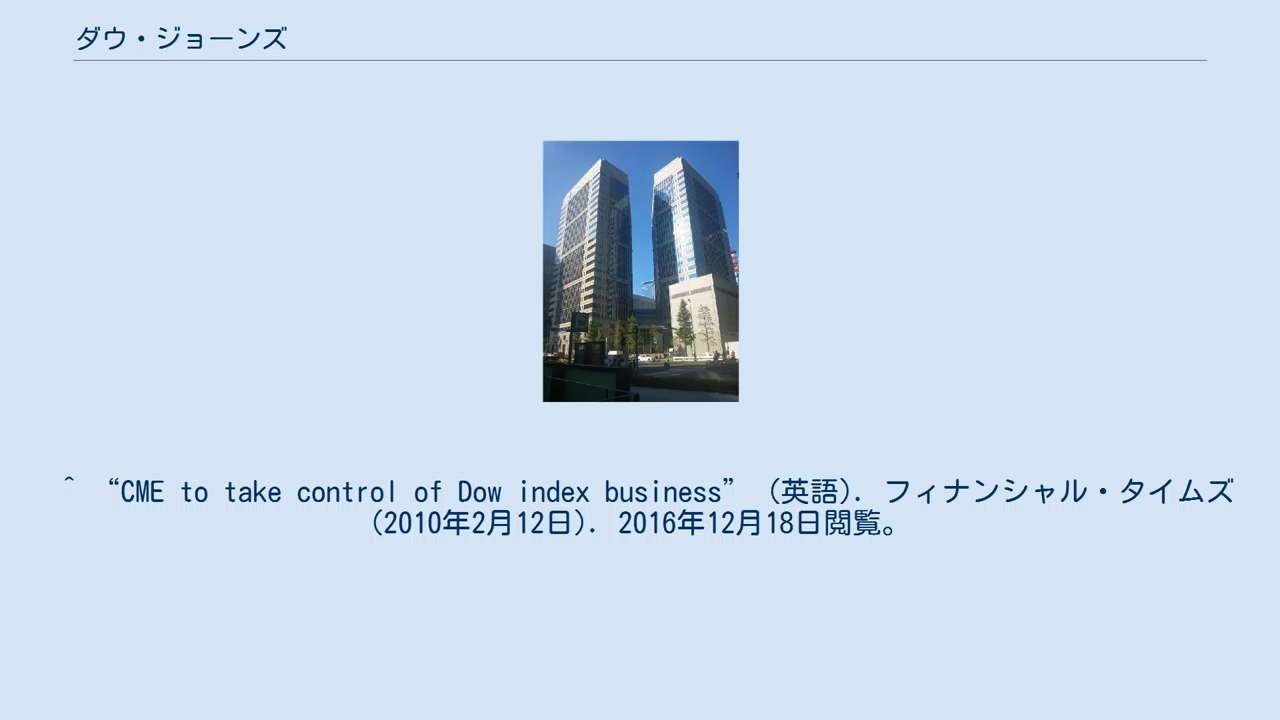 ダウ・ジョーンズ
^ “CME to take control of Dow index business” (英語). フィナンシャル・タイムズ
(2010年2月12日). 2016年12月18日閲覧。